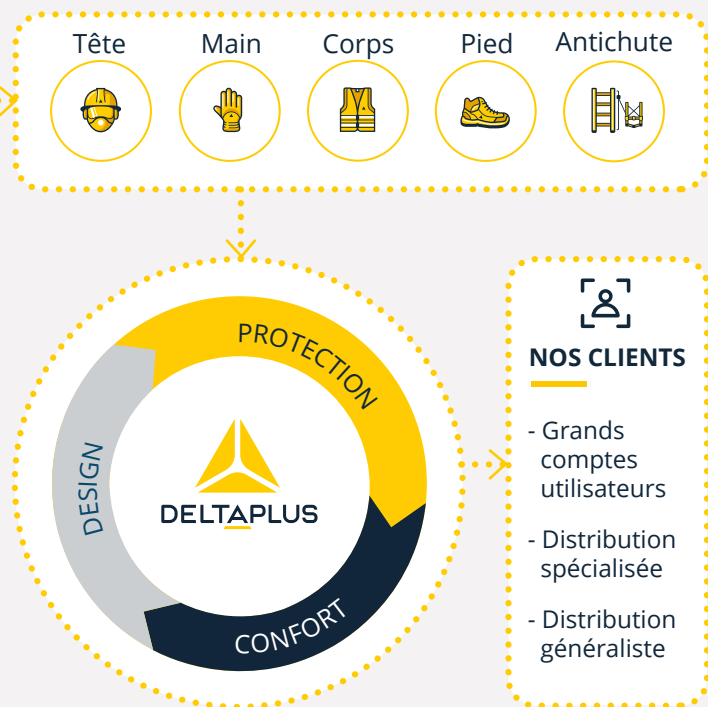 Tête
Main
Corps
Pied
Antichute
PROTECTION
DESIGN
DELTAPLUS
CONFORT
NOS CLIENTS
- Grands
comptes
utilisateurs
- Distribution
spécialisée
- Distribution
généraliste